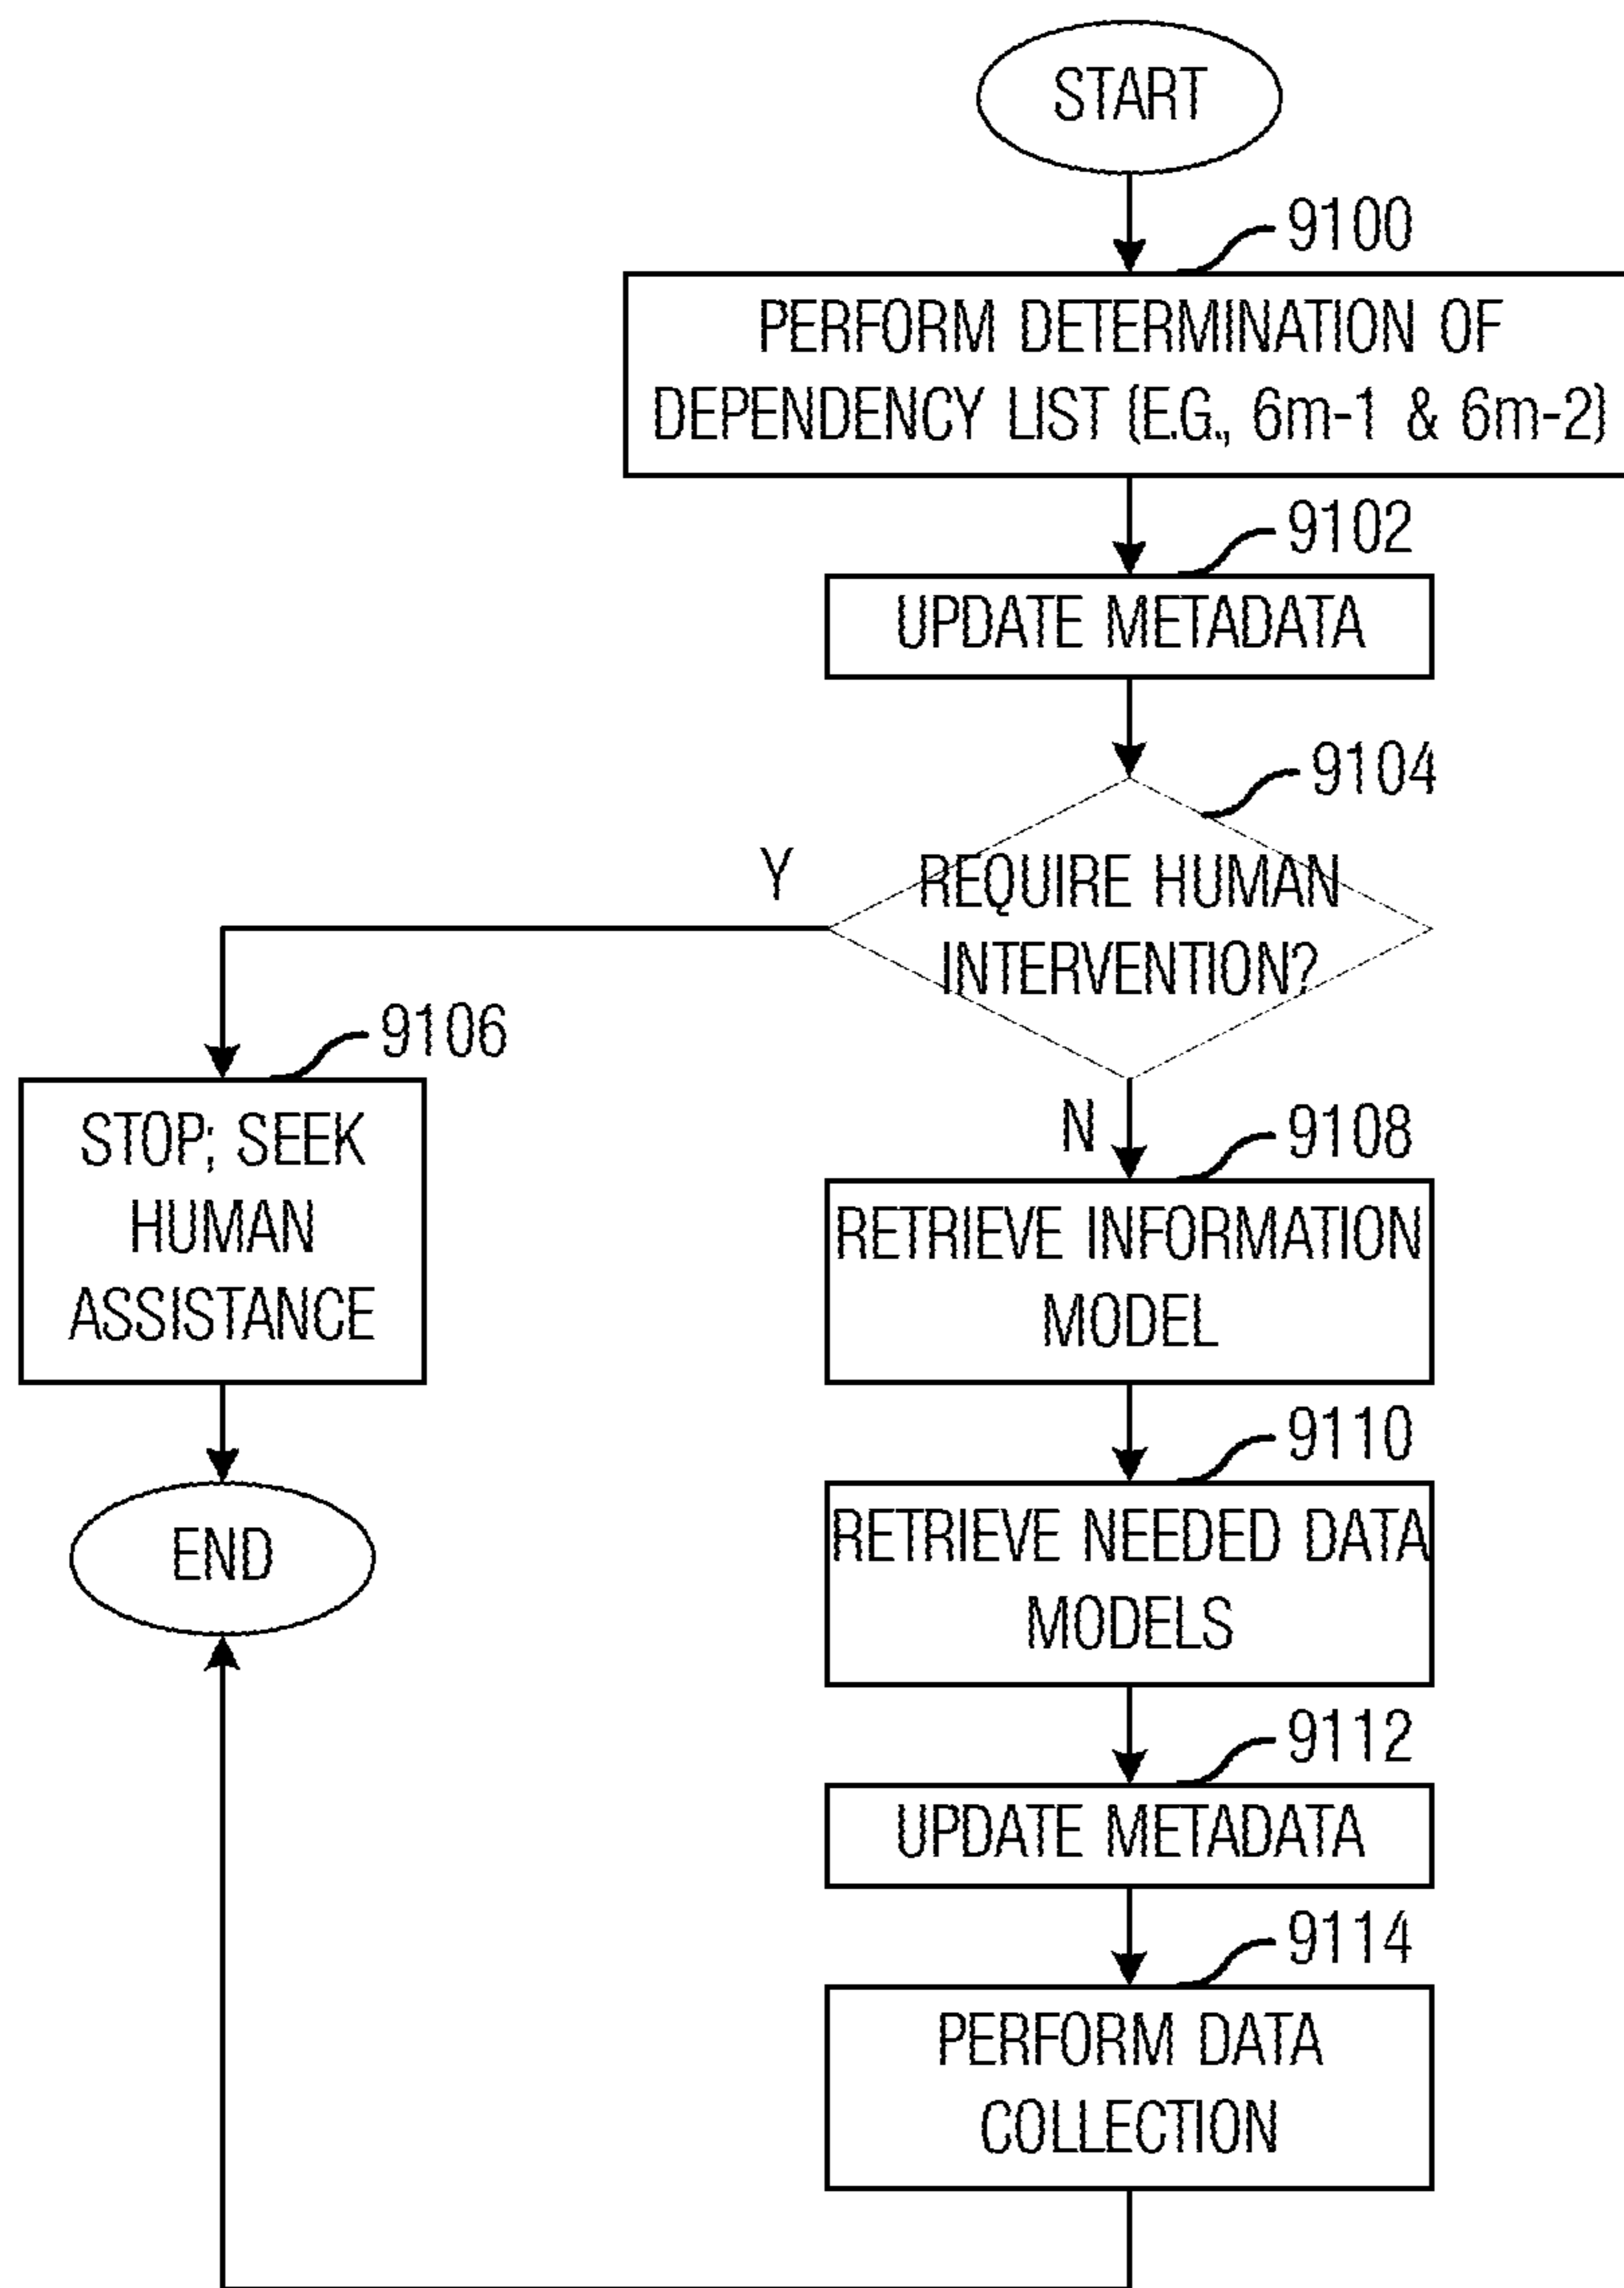 START
9100
PERFORM DETERMINATION OF
DEPENDENCY LIST (E.G., 6m-1 & 6m-2)
9102
UPDATE METADATA
9104
REQUIRE HUMAN
INTERVENTION?
Y
N
9106
STOP; SEEK
HUMAN
ASSISTANCE
END
9108
RETRIEVE INFORMATION
MODEL
9110
RETRIEVE NEEDED DATA
MODELS
9112
UPDATE METADATA
9114
PERFORM DATA
COLLECTION